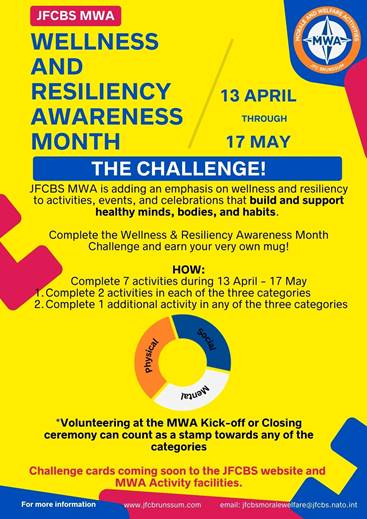 JFCBS MWA
WELLNESS
AND
RESILIENCY
AWARENESS
MONTH
13 APRIL
THROUGH
17 MAY
MORALE AND WELFARE ACTIVITIES
MWA
JFC BRUNSSUM
THE CHALLENGE!
JFCBS MWA is adding an emphasis on wellness and resiliency
to activities, events, and celebrations that build and support
healthy minds, bodies, and habits.
Complete the Wellness & Resiliency Awareness Month
Challenge and earn your very own mug!
HOW:
Complete 7 activities during 13 April - 17 May
1. Complete 2 activities in each of the three categories
2. Complete 1 additional activity in any of the three categories
Physical
Social
Mental
*Volunteering at the MWA Kick-off or Closing
ceremony can count as a stamp towards any of the
categories
Challenge cards coming soon to the JFCBS website and
MWA Activity facilities.
For more information www.jfcbrunssum.com email: jfcbsmoralewelfare@jfcbs.nato.int